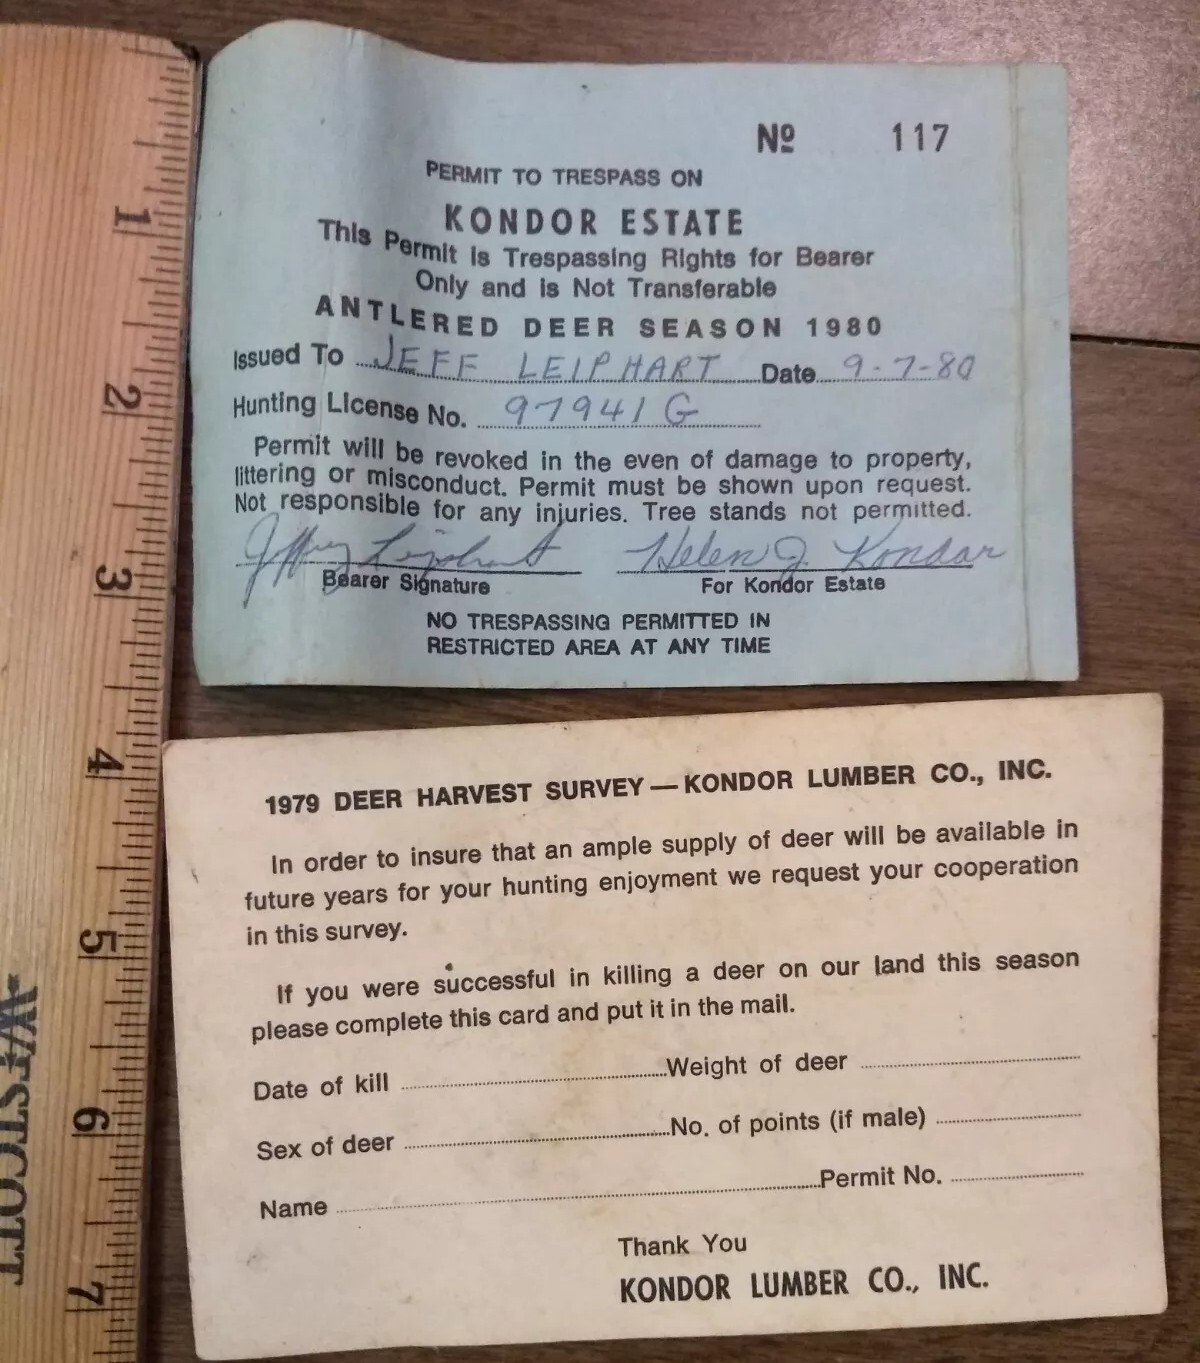 Nº 117
PERMIT TO TRESPASS ON
KONDOR ESTATE
This Permit is Trespassing Rights for Bearer
Only and is Not Transferable
ANTLERED DEER SEASON 1980
Issued To JEFF LEIPHART Date 9-7-80
Hunting License No. 97941 G
Permit will be revoked in the even of damage to property,
littering or misconduct. Permit must be shown upon request.
Not responsible for any injuries. Tree stands not permitted.
Jeffrey Leiphart Helen J. Kondor
Bearer Signature For Kondor Estate
NO TRESPASSING PERMITTED IN
RESTRICTED AREA AT ANY TIME
1979 DEER HARVEST SURVEY — KONDOR LUMBER CO., INC.
In order to insure that an ample supply of deer will be available in
future years for your hunting enjoyment we request your cooperation
in this survey.
If you were successful in killing a deer on our land this season
please complete this card and put it in the mail.
Date of kill Weight of deer
Sex of deer No. of points (if male)
Name Permit No.
Thank You
KONDOR LUMBER CO., INC.
1
2
3
4
5
6
7
WESTCOTT